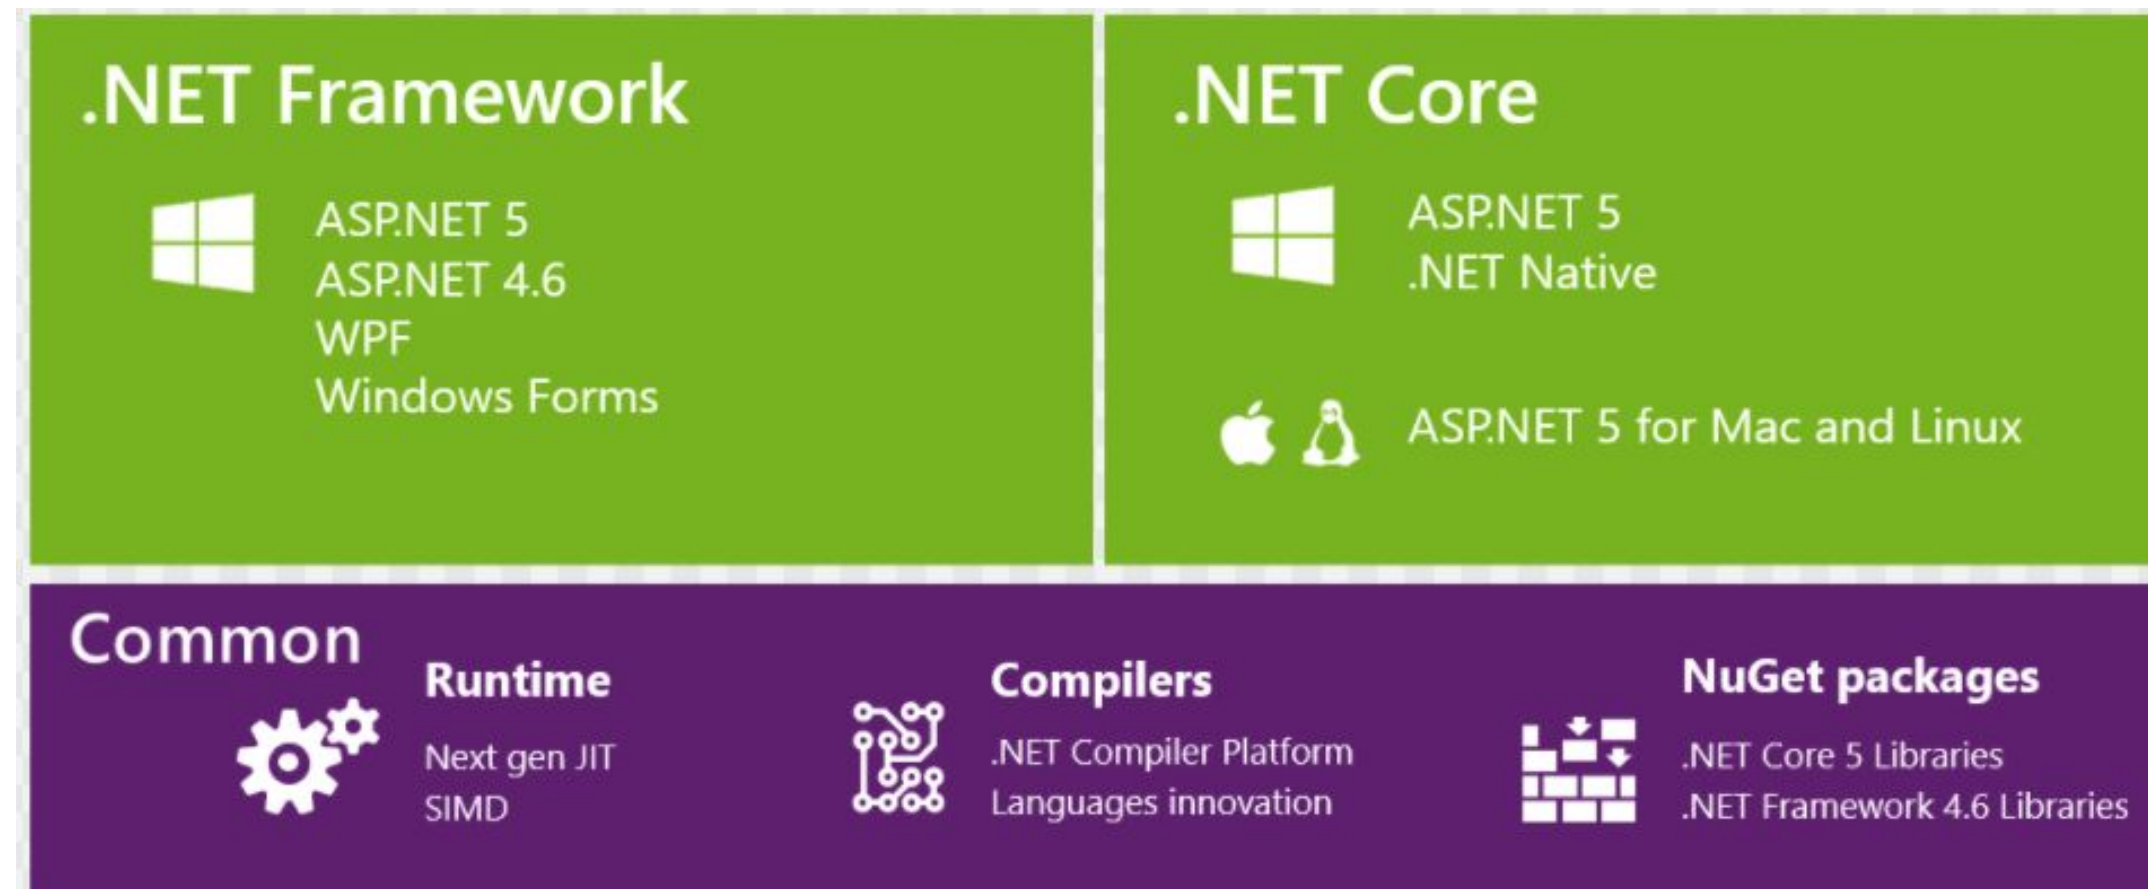 .NET Framework
ASP.NET 5
ASP.NET 4.6
WPF
Windows Forms
.NET Core
ASP.NET 5
.NET Native
ASP.NET 5 for Mac and Linux
Common
Runtime
Next gen JIT
SIMD
Compilers
.NET Compiler Platform
Languages innovation
NuGet packages
.NET Core 5 Libraries
.NET Framework 4.6 Libraries